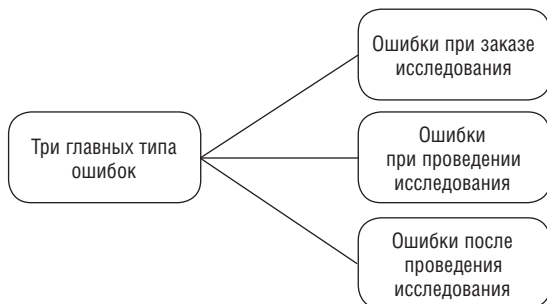 Три главных типа
ошибок
Ошибки при заказе
исследования
Ошибки
при проведении
исследования
Ошибки после
проведения
исследования